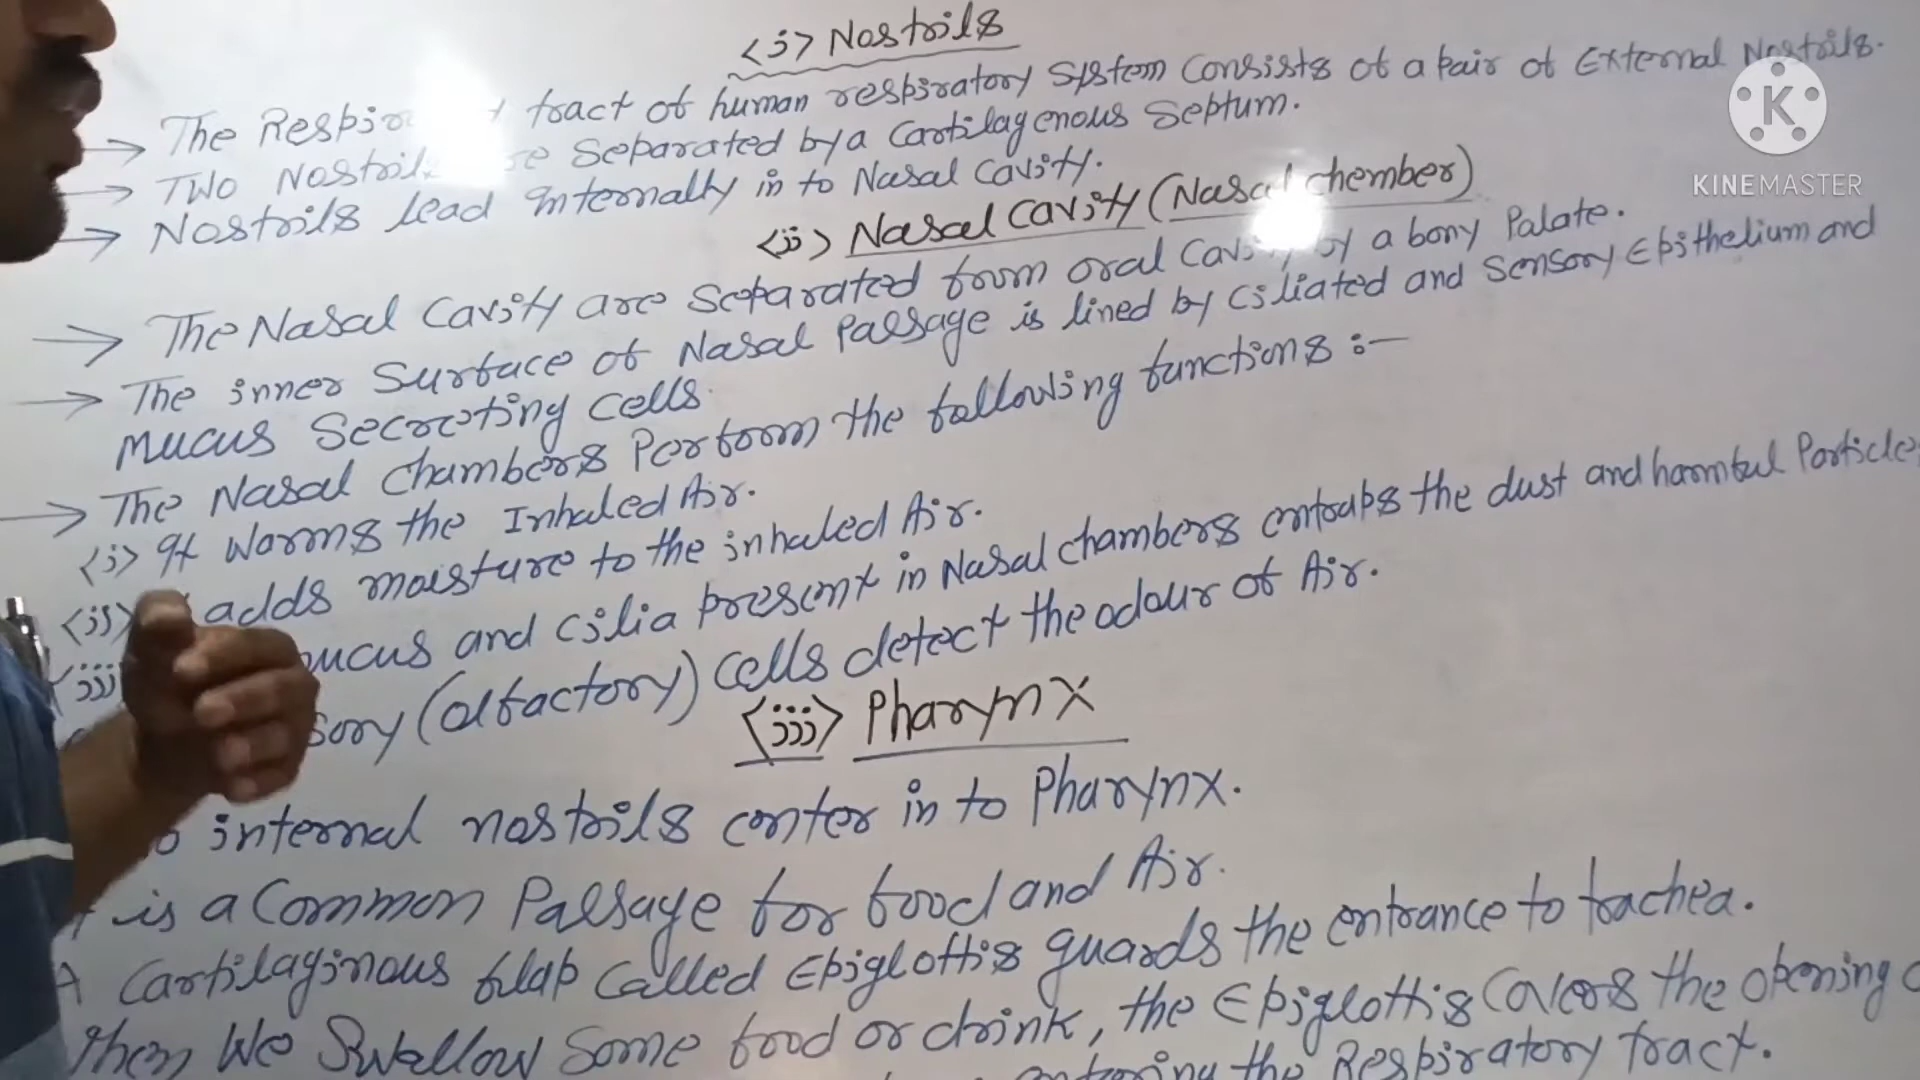 <i> Nostrils
→ The tract of human respiratory System Consists of a pair of External Nostrils.
→ Two Separated by a Cartilagenous Septum.
→ Nostrils lead Internally in to Nasal Cavity.
<ii> Nasal Cavity (Nasal chember)
→ The Nasal Cavity are Separated from oral by a bony Palate.
→ The inner Surface of Nasal Passage is lined by Ciliated and Sensory Epithelium and
Mucus Secreting Cells.
→ The Nasal Chambers Perform the following functions :-
<i> It Warms the Inhaled Air.
<ii> adds moisture to the inhaled Air.
<iii> and Cilia Present in Nasal Chambers entraps the dust and harmful
(olfactory) Cells detect the odour of Air.
<iii> Pharynx
internal nostrils enter in to Pharynx.
is a Common Passage for food and Air.
A Cartilaginous flap Called Epiglottis guards the entrance to trachea.
We Swallow Some food or drink, the Epiglottis Covers the opening
the Respiratory tract.
K
KINEMASTER